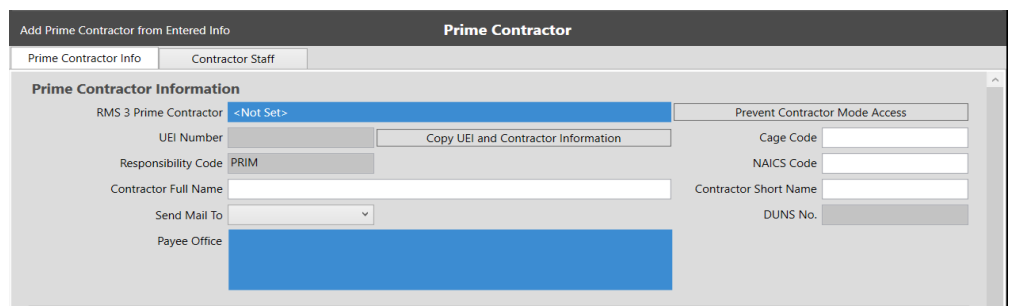 Add Prime Contractor from Entered Info Prime Contractor
Prime Contractor Info Contractor Staff
Prime Contractor Information
RMS 3 Prime Contractor <Not Set> Prevent Contractor Mode Access
UEI Number Copy UEI and Contractor Information Cage Code
Responsibility Code PRIM NAICS Code
Contractor Full Name Contractor Short Name
Send Mail To DUNS No.
Payee Office